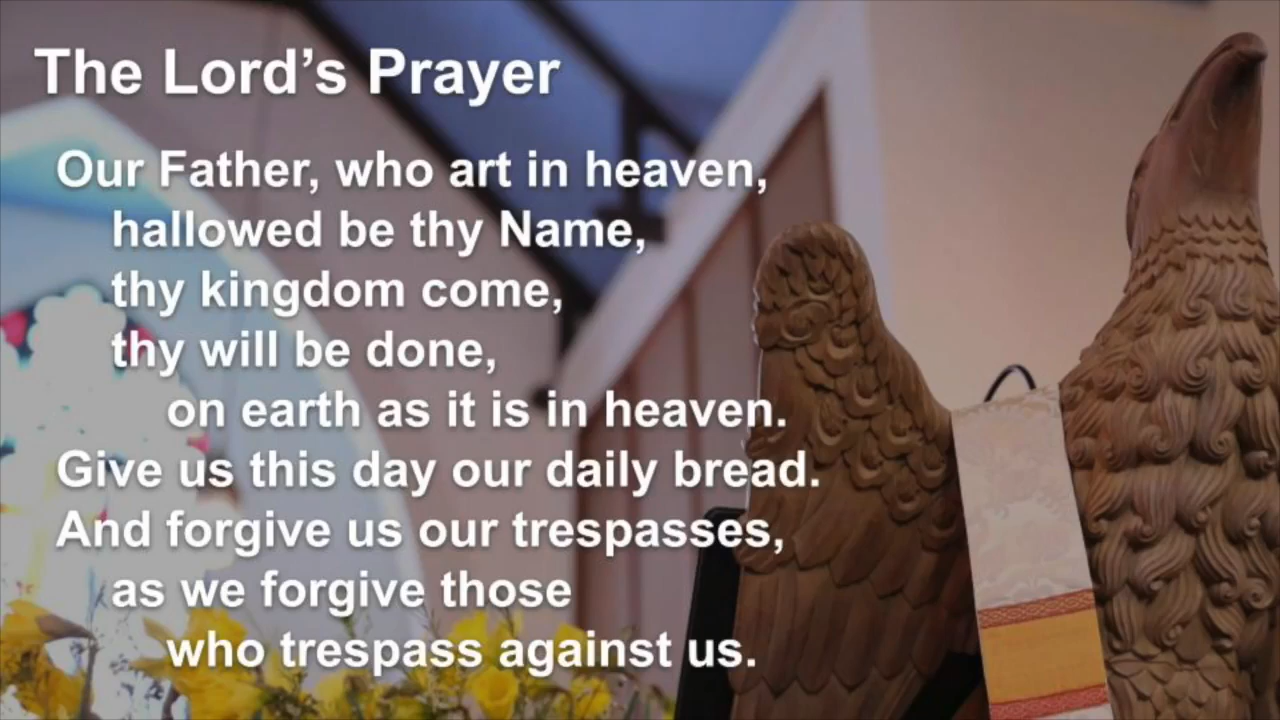 The Lord’s Prayer
Our Father, who art in heaven,
hallowed be thy Name,
thy kingdom come,
thy will be done,
on earth as it is in heaven.
Give us this day our daily bread.
And forgive us our trespasses,
as we forgive those
who trespass against us.